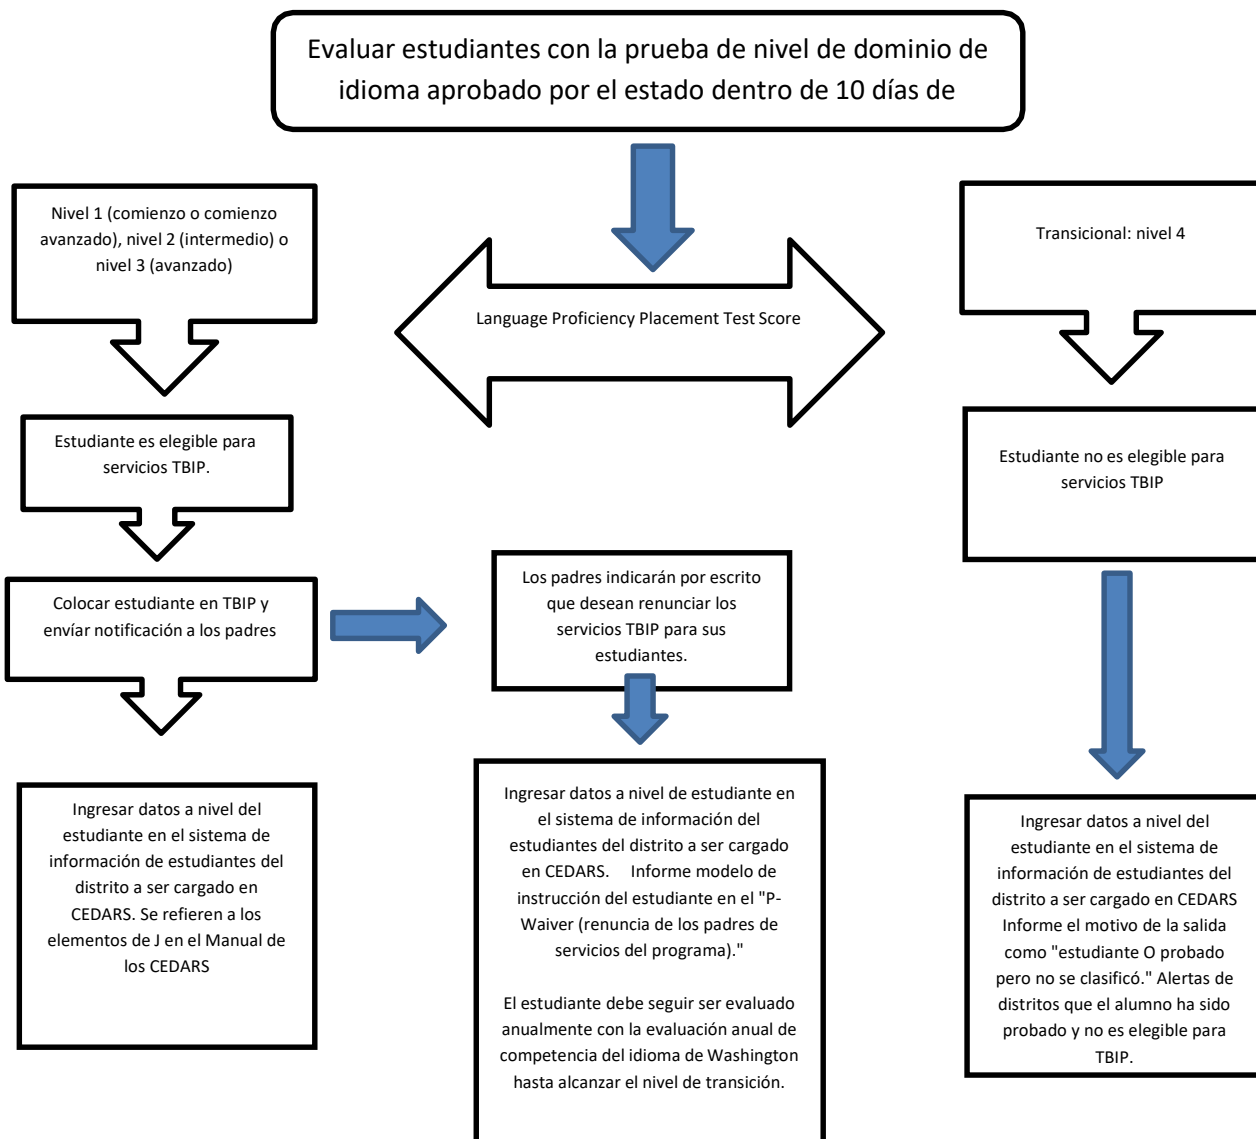 Evaluar estudiantes con la prueba de nivel de dominio de
idioma aprobado por el estado dentro de 10 días de
Nivel 1 (comienzo o comienzo
avanzado), nivel 2 (intermedio) o
nivel 3 (avanzado)
Language Proficiency Placement Test Score
Transicional: nivel 4
Estudiante es elegible para
servicios TBIP.
Estudiante no es elegible para
servicios TBIP
Colocar estudiante en TBIP y
envíar notificación a los padres
Los padres indicarán por escrito
que desean renunciar los
servicios TBIP para sus
estudiantes.
Ingresar datos a nivel del
estudiante en el sistema de
información de estudiantes del
distrito a ser cargado en
CEDARS. Se refieren a los
elementos de J en el Manual de
los CEDARS
Ingresar datos a nivel de estudiante en
el sistema de información del
estudiantes del distrito a ser cargado
en CEDARS. Informe modelo de
instrucción del estudiante en el "P-
Waiver (renuncia de los padres de
servicios del programa)."
El estudiante debe seguir ser evaluado
anualmente con la evaluación anual de
competencia del idioma de Washington
hasta alcanzar el nivel de transición.
Ingresar datos a nivel del
estudiante en el sistema de
información de estudiantes del
distrito a ser cargado en CEDARS
Informe el motivo de la salida
como "estudiante O probado
pero no se clasificó." Alertas de
distritos que el alumno ha sido
probado y no es elegible para
TBIP.